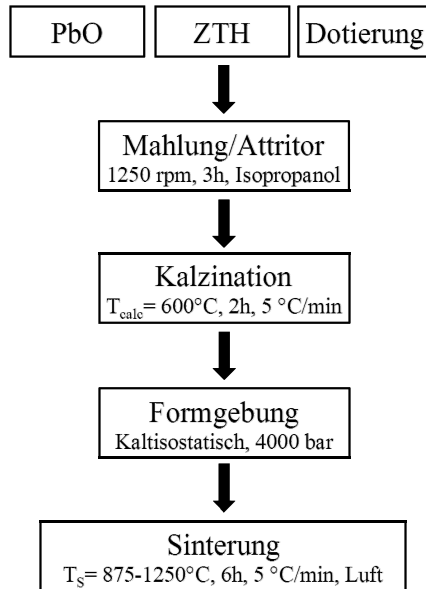 PbO
ZTH
Dotierung
Mahlung/Attritor
1250 rpm, 3h, Isopropanol
Kalzination
T_calc= 600°C, 2h, 5 °C/min
Formgebung
Kaltisostatisch, 4000 bar
Sinterung
T_S= 875-1250°C, 6h, 5 °C/min, Luft